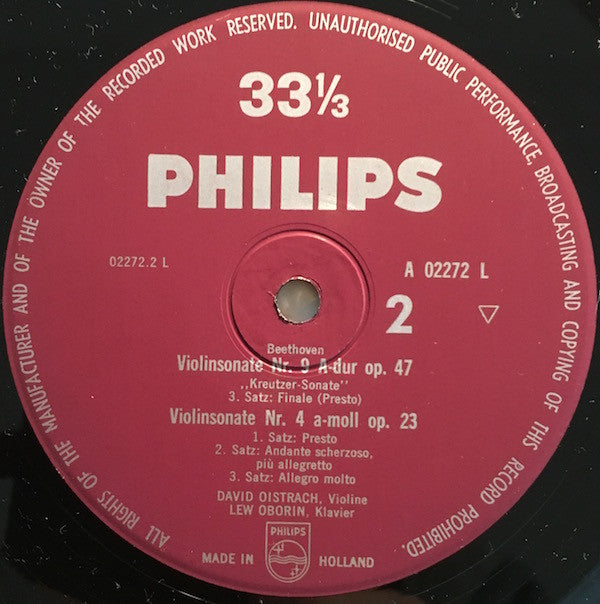 ALL RIGHTS OF THE MANUFACTURER AND OF THE OWNER OF THE RECORDED WORK RESERVED. UNAUTHORISED PUBLIC PERFORMANCE, BROADCASTING AND COPYING OF THIS RECORD PROHIBITED.
33⅓
PHILIPS
02272.2 L
A 02272 L
2
Beethoven
Violinsonate Nr. 9 A-dur op. 47
„Kreutzer-Sonate"
3. Satz: Finale (Presto)
Violinsonate Nr. 4 a-moll op. 23
1. Satz: Presto
2. Satz: Andante scherzoso,
più allegretto
3. Satz: Allegro molto
DAVID OISTRACH, Violine
LEW OBORIN, Klavier
PHILIPS
MADE IN HOLLAND